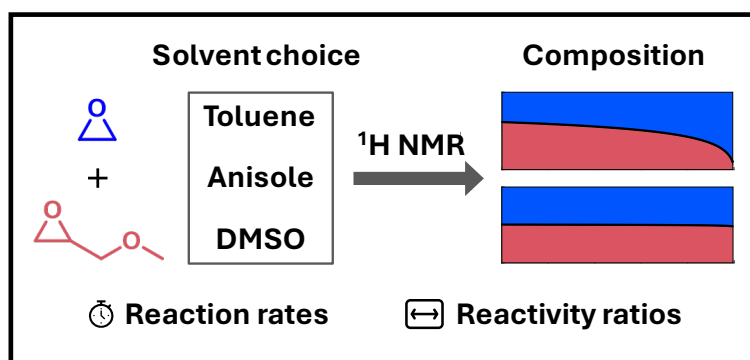 Solvent choice
Composition
O
+
O
O
Toluene
Anisole
DMSO
¹H NMR
Reaction rates
Reactivity ratios